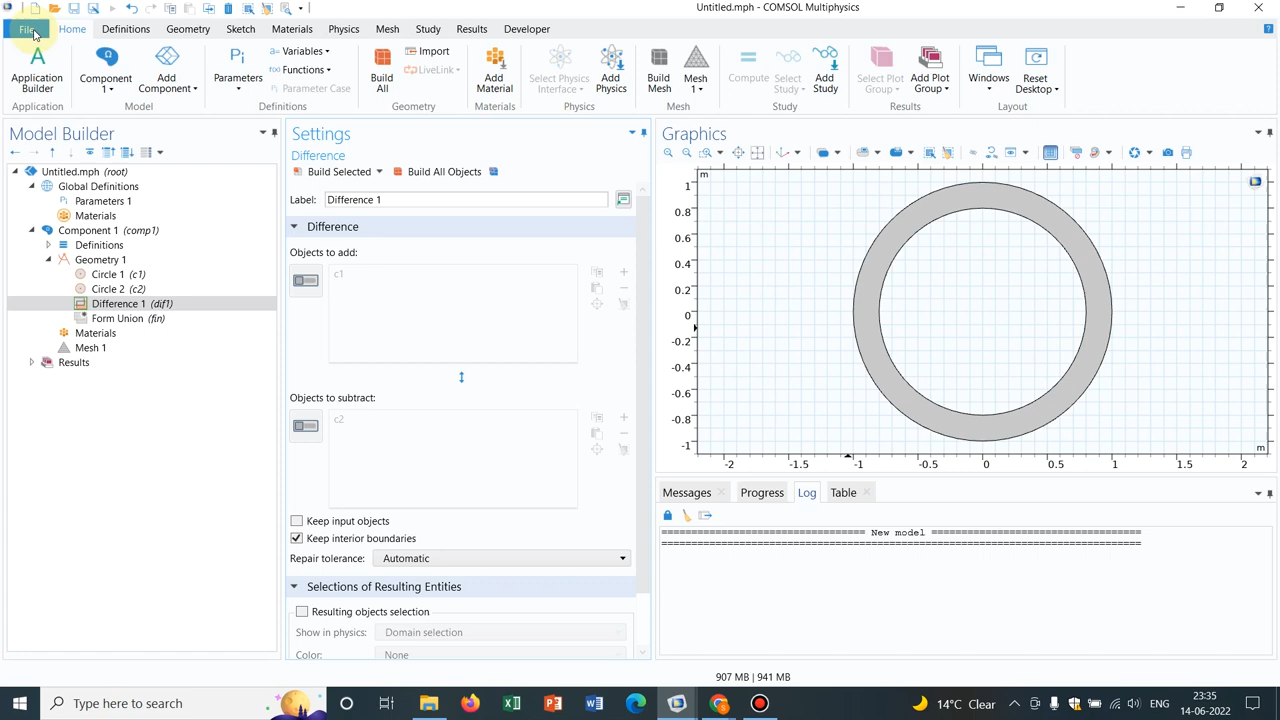 Untitled.mph - COMSOL Multiphysics
File
Home
Definitions
Geometry
Sketch
Materials
Physics
Mesh
Study
Results
Developer
Application Builder
Component 1
Add Component
Parameters
a= Variables
f(x) Functions
Pi Parameter Case
Build All
Import
LiveLink
Add Material
Select Physics Interface
Add Physics
Build Mesh
Mesh 1
Compute
Select Study
Add Study
Select Plot Group
Add Plot Group
Windows
Reset Desktop
Application
Model
Definitions
Geometry
Materials
Physics
Mesh
Study
Results
Layout
Model Builder
Untitled.mph (root)
Global Definitions
Pi Parameters 1
Materials
Component 1 (comp1)
Definitions
Geometry 1
Circle 1 (c1)
Circle 2 (c2)
Difference 1 (dif1)
Form Union (fin)
Materials
Mesh 1
Results
Settings
Difference
Build Selected
Build All Objects
Label: Difference 1
Difference
Objects to add:
c1
Objects to subtract:
c2
Keep input objects
Keep interior boundaries
Repair tolerance: Automatic
Selections of Resulting Entities
Resulting objects selection
Show in physics: Domain selection
Color: None
Graphics
m
1
0.8
0.6
0.4
0.2
0
-0.2
-0.4
-0.6
-0.8
-1
m
-2 -1.5 -1 -0.5 0 0.5 1 1.5 2
Messages
Progress
Log
Table
================================== New model ===================================
907 MB | 941 MB
Type here to search
14°C Clear
ENG
23:35
14-06-2022